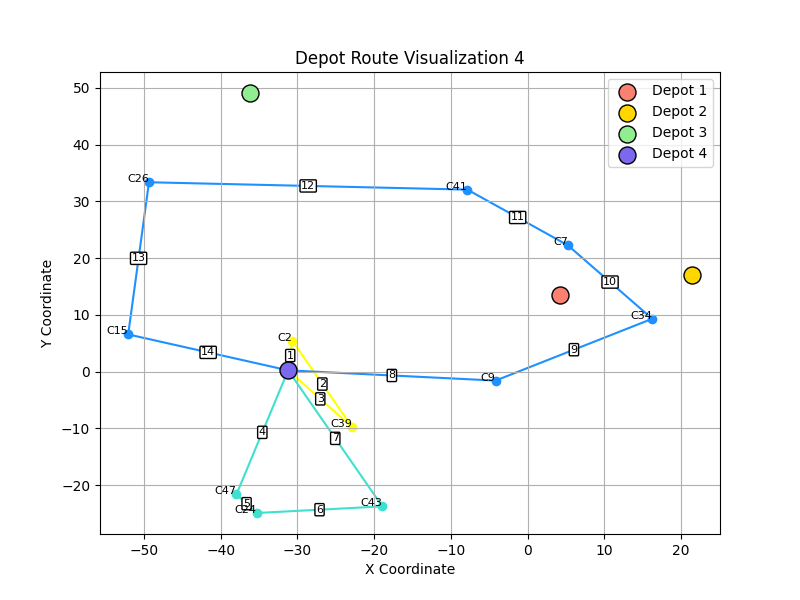 Depot Route Visualization 4
Depot 1
Depot 2
Depot 3
Depot 4
Y Coordinate
50
40
30
20
10
0
−10
−20
C26
12
C41
11
C7
13
10
C34
C15
14
C2
1
9
8
C9
2
3
C39
4
7
C47
5
C24
6
C43
−50
−40
−30
−20
−10
0
10
20
X Coordinate